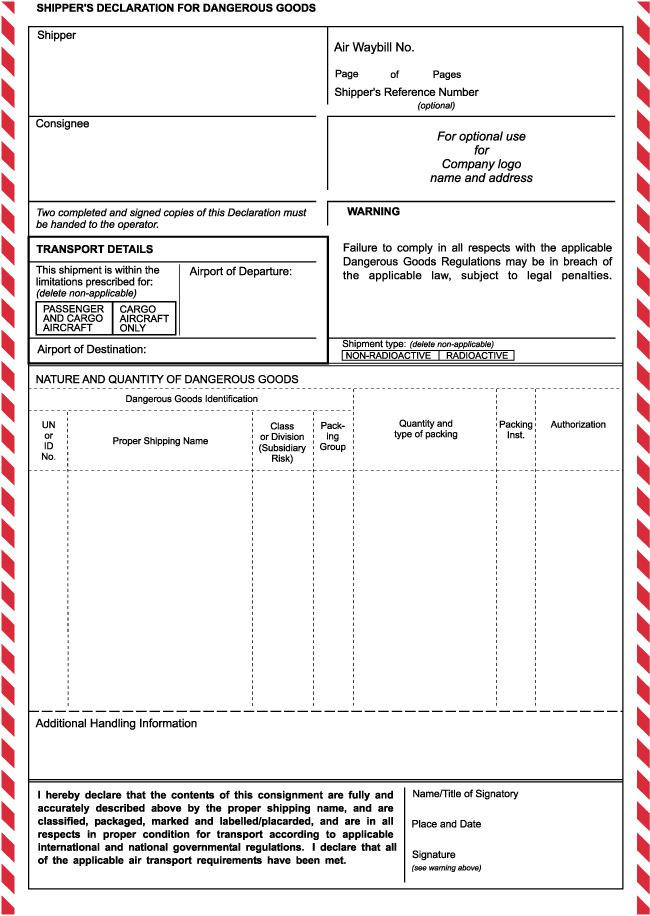 SHIPPER'S DECLARATION FOR DANGEROUS GOODS
Shipper
Air Waybill No.
Page of Pages
Shipper's Reference Number
(optional)
Consignee
For optional use
for
Company logo
name and address
Two completed and signed copies of this Declaration must
be handed to the operator.
WARNING
Failure to comply in all respects with the applicable
Dangerous Goods Regulations may be in breach of
the applicable law, subject to legal penalties.
TRANSPORT DETAILS
This shipment is within the
limitations prescribed for:
(delete non-applicable)
PASSENGER
AND CARGO
AIRCRAFT
CARGO
AIRCRAFT
ONLY
Airport of Departure:
Airport of Destination:
Shipment type: (delete non-applicable)
NON-RADIOACTIVE RADIOACTIVE
NATURE AND QUANTITY OF DANGEROUS GOODS
Dangerous Goods Identification
UN
or
ID
No.
Proper Shipping Name
Class
or Division
(Subsidiary
Risk)
Pack-
ing
Group
Quantity and
type of packing
Packing
Inst.
Authorization
Additional Handling Information
I hereby declare that the contents of this consignment are fully and
accurately described above by the proper shipping name, and are
classified, packaged, marked and labelled/placarded, and are in all
respects in proper condition for transport according to applicable
international and national governmental regulations. I declare that all
of the applicable air transport requirements have been met.
Name/Title of Signatory
Place and Date
Signature
(see warning above)